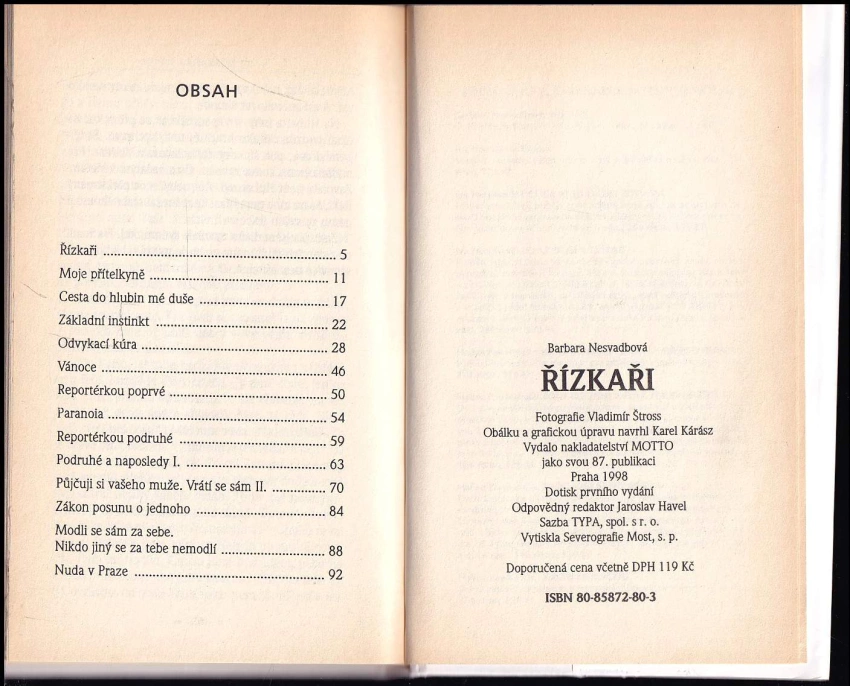 OBSAH
Řízkaři ........................ 5
Moje přítelkyně ........................ 11
Cesta do hlubin mé duše ........................ 17
Základní instinkt ........................ 22
Odvykací kúra ........................ 28
Vánoce ........................ 46
Reportérkou poprvé ........................ 50
Paranoia ........................ 54
Reportérkou podruhé ........................ 59
Podruhé a naposledy I. ........................ 63
Půjčuji si vašeho muže. Vrátí se sám II. ............ 70
Zákon posunu o jednoho ........................ 84
Modli se sám za sebe.
Nikdo jiný se za tebe nemodlí ........................ 88
Nuda v Praze ........................ 92
Barbara Nesvadbová
ŘÍZKAŘI
Fotografie Vladimír Štross
Obálku a grafickou úpravu navrhl Karel Kárász
Vydalo nakladatelství MOTTO
jako svou 87. publikaci
Praha 1998
Dotisk prvního vydání
Odpovědný redaktor Jaroslav Havel
Sazba TYPA, spol. s r. o.
Vytiskla Severografie Most, s. p.
Doporučená cena včetně DPH 119 Kč
ISBN 80-85872-80-3